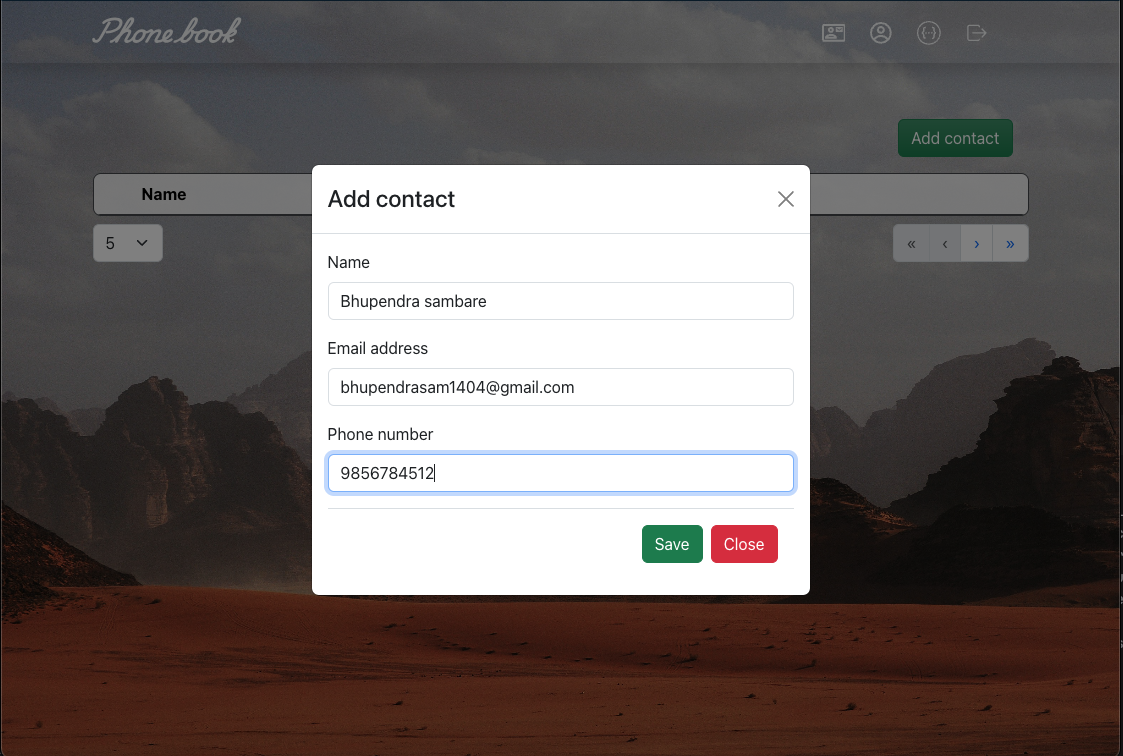 Phone book
Add contact
Name
5
« ‹ › »
Add contact
Name
Bhupendra sambare
Email address
bhupendrasam1404@gmail.com
Phone number
9856784512
Save Close